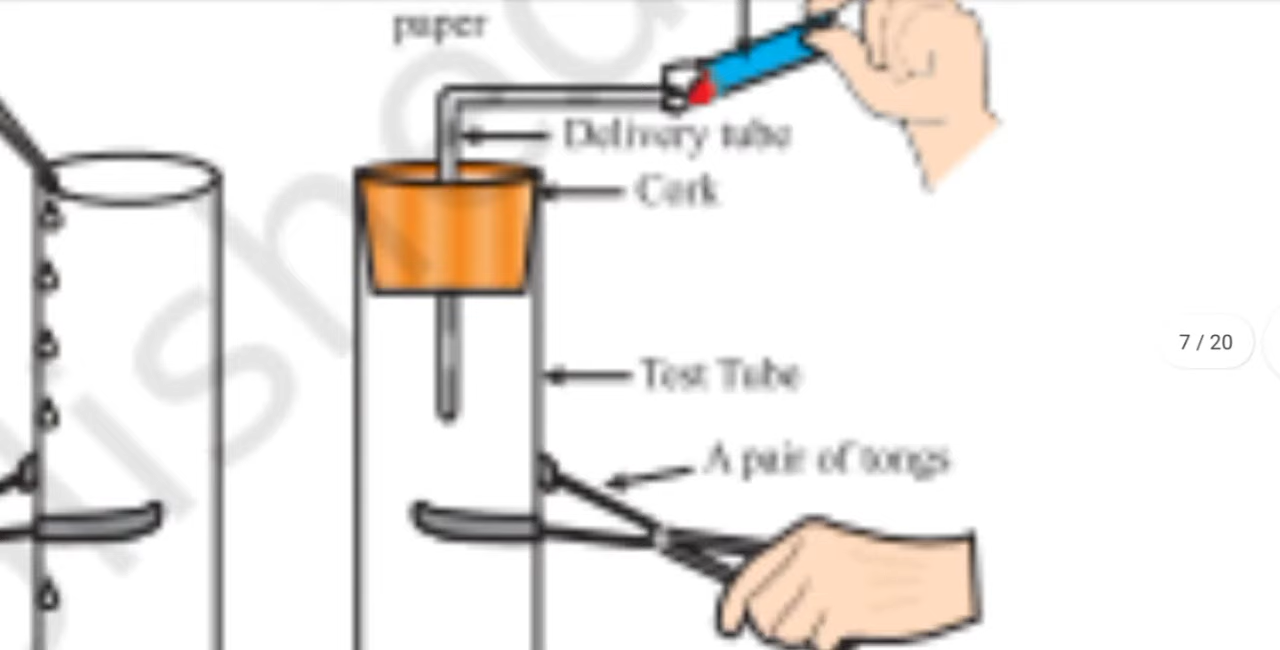 paper
Delivery tube
Cork
7 / 20
Test Tube
A pair of tongs